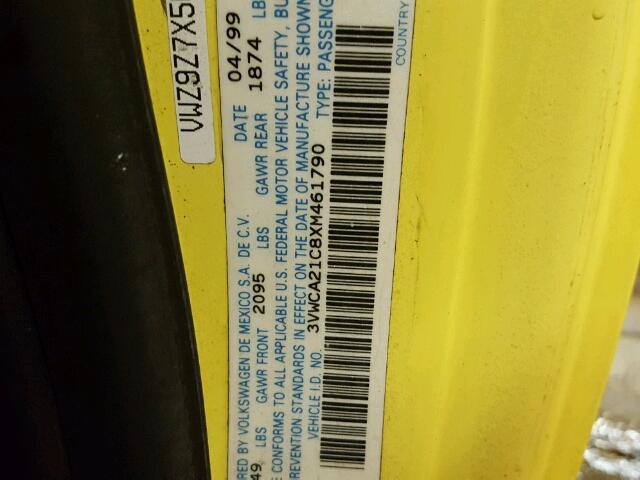 VWZ9Z7X5
RED BY VOLKSWAGEN DE MEXICO S.A. DE C.V. DATE 04/99
49 LBS GAWR FRONT 2095 LBS GAWR REAR 1874 LB
CONFORMS TO ALL APPLICABLE U.S. FEDERAL MOTOR VEHICLE SAFETY, BU
REVENTION STANDARDS IN EFFECT ON THE DATE OF MANUFACTURE SHOWN
VEHICLE I.D. NO. 3VWCA21C8XM461790 TYPE: PASSENG
COUNTRY